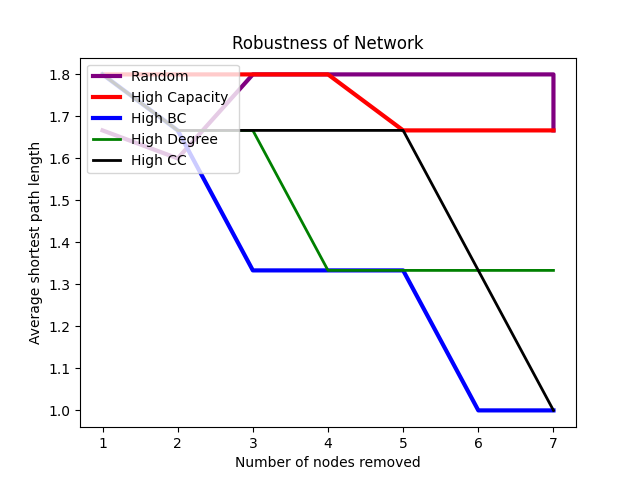 Robustness of Network
1.8
1.7
1.6
1.5
1.4
1.3
1.2
1.1
1.0
Average shortest path length
Random
High Capacity
High BC
High Degree
High CC
1 2 3 4 5 6 7
Number of nodes removed